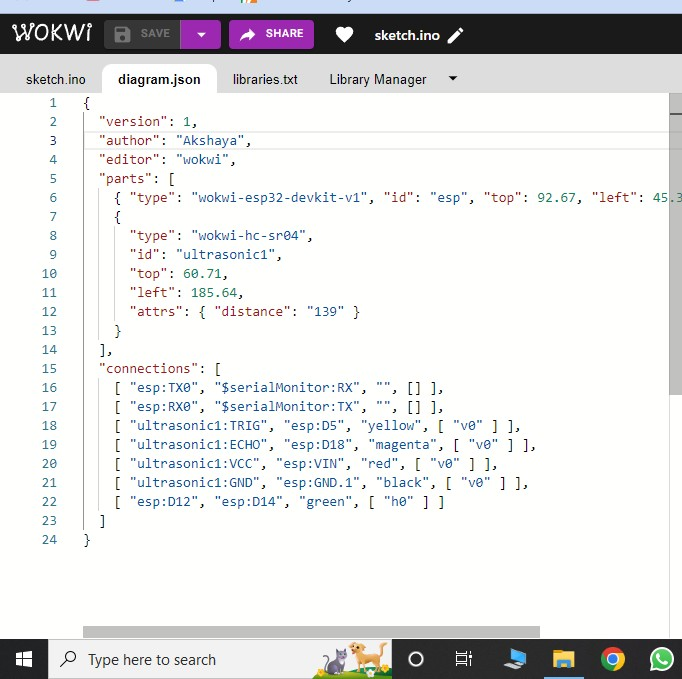 WOKWi SAVE SHARE sketch.ino
sketch.ino diagram.json libraries.txt Library Manager
1 {
2 "version": 1,
3 "author": "Akshaya",
4 "editor": "wokwi",
5 "parts": [
6 { "type": "wokwi-esp32-devkit-v1", "id": "esp", "top": 92.67, "left": 45.3
7 {
8 "type": "wokwi-hc-sr04",
9 "id": "ultrasonic1",
10 "top": 60.71,
11 "left": 185.64,
12 "attrs": { "distance": "139" }
13 }
14 ],
15 "connections": [
16 [ "esp:TX0", "$serialMonitor:RX", "", [] ],
17 [ "esp:RX0", "$serialMonitor:TX", "", [] ],
18 [ "ultrasonic1:TRIG", "esp:D5", "yellow", [ "v0" ] ],
19 [ "ultrasonic1:ECHO", "esp:D18", "magenta", [ "v0" ] ],
20 [ "ultrasonic1:VCC", "esp:VIN", "red", [ "v0" ] ],
21 [ "ultrasonic1:GND", "esp:GND.1", "black", [ "v0" ] ],
22 [ "esp:D12", "esp:D14", "green", [ "h0" ] ]
23 ]
24 }
Type here to search